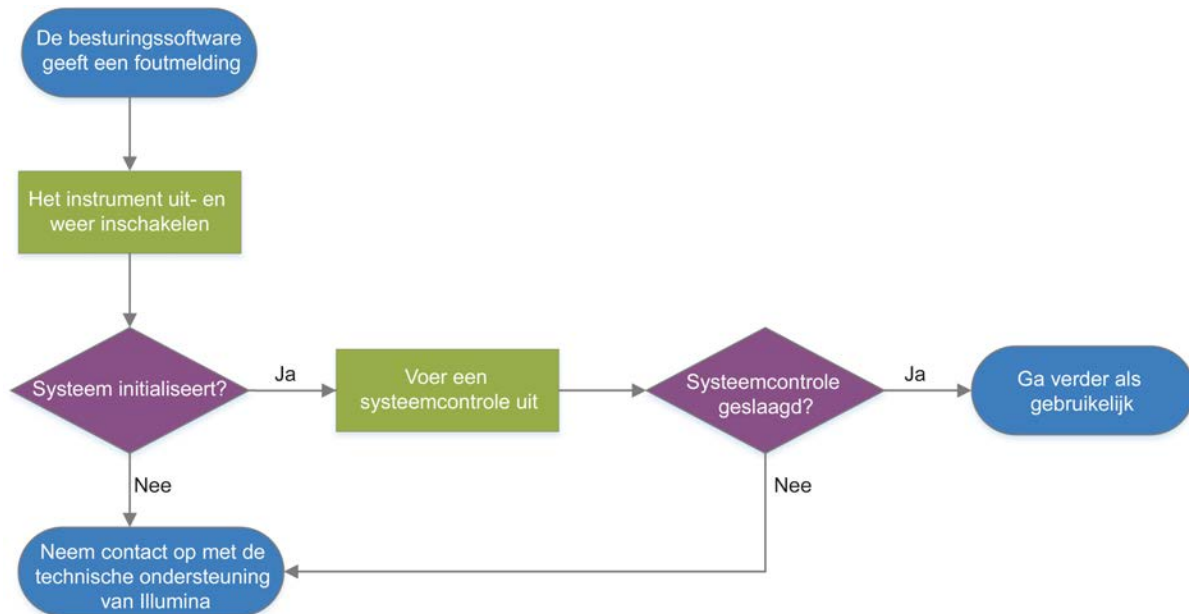 De besturingssoftware
geeft een foutmelding
Het instrument uit- en
weer inschakelen
Systeem initialiseert?
Ja
Voer een
systeemcontrole uit
Systeemcontrole
geslaagd?
Ja
Ga verder als
gebruikelijk
Nee
Nee
Neem contact op met de
technische ondersteuning
van Illumina